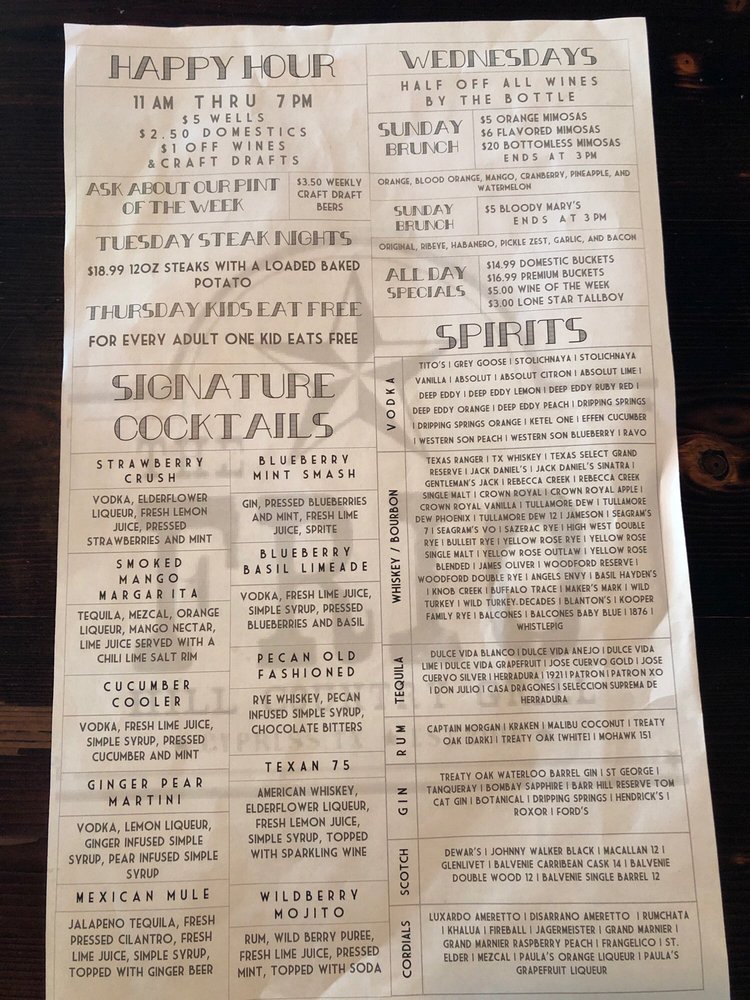 HAPPY HOUR
11 AM THRU 7 PM
$5 WELLS
$2.50 DOMESTICS
$1 OFF WINES
& CRAFT DRAFTS
ASK ABOUT OUR PINT
OF THE WEEK
$3.50 WEEKLY
CRAFT DRAFT
BEERS
TUESDAY STEAK NIGHTS
$18.99 12OZ STEAKS WITH A LOADED BAKED
POTATO
THURSDAY KIDS EAT FREE
FOR EVERY ADULT ONE KID EATS FREE
WEDNESDAYS
HALF OFF ALL WINES
BY THE BOTTLE
SUNDAY
BRUNCH
$5 ORANGE MIMOSAS
$6 FLAVORED MIMOSAS
$20 BOTTOMLESS MIMOSAS
ENDS AT 3PM
ORANGE, BLOOD ORANGE, MANGO, CRANBERRY, PINEAPPLE, AND
WATERMELON
SUNDAY
BRUNCH
$5 BLOODY MARY'S
ENDS AT 3PM
ORIGINAL, RIBEYE, HABANERO, PICKLE ZEST, GARLIC, AND BACON
ALL DAY
SPECIALS
$14.99 DOMESTIC BUCKETS
$16.99 PREMIUM BUCKETS
$5.00 WINE OF THE WEEK
$3.00 LONE STAR TALLBOY
SIGNATURE
COCKTAILS
STRAWBERRY
CRUSH
VODKA, ELDERFLOWER
LIQUEUR, FRESH LEMON
JUICE, PRESSED
STRAWBERRIES AND MINT
SMOKED
MANGO
MARGARITA
TEQUILA, MEZCAL, ORANGE
LIQUEUR, MANGO NECTAR,
LIME JUICE SERVED WITH A
CHILI LIME SALT RIM
CUCUMBER
COOLER
VODKA, FRESH LIME JUICE,
SIMPLE SYRUP, PRESSED
CUCUMBER AND MINT
GINGER PEAR
MARTINI
VODKA, LEMON LIQUEUR,
GINGER INFUSED SIMPLE
SYRUP, PEAR INFUSED SIMPLE
SYRUP
MEXICAN MULE
JALAPENO TEQUILA, FRESH
PRESSED CILANTRO, FRESH
LIME JUICE, SIMPLE SYRUP,
TOPPED WITH GINGER BEER
BLUEBERRY
MINT SMASH
GIN, PRESSED BLUEBERRIES
AND MINT, FRESH LIME
JUICE, SPRITE
BLUEBERRY
BASIL LIMEADE
VODKA, FRESH LIME JUICE,
SIMPLE SYRUP, PRESSED
BLUEBERRIES AND BASIL
PECAN OLD
FASHIONED
RYE WHISKEY, PECAN
INFUSED SIMPLE SYRUP,
CHOCOLATE BITTERS
TEXAN 75
AMERICAN WHISKEY,
ELDERFLOWER LIQUEUR,
FRESH LEMON JUICE,
SIMPLE SYRUP, TOPPED
WITH SPARKLING WINE
WILDBERRY
MOJITO
RUM, WILD BERRY PUREE,
FRESH LIME JUICE, PRESSED
MINT, TOPPED WITH SODA
SPIRITS
VODKA
TITO'S | GREY GOOSE | STOLICHNAYA | STOLICHNAYA
VANILLA | ABSOLUT | ABSOLUT CITRON | ABSOLUT LIME |
DEEP EDDY | DEEP EDDY LEMON | DEEP EDDY RUBY RED |
DEEP EDDY ORANGE | DEEP EDDY PEACH | DRIPPING SPRINGS
| DRIPPING SPRINGS ORANGE | KETEL ONE | EFFEN CUCUMBER
| WESTERN SON PEACH | WESTERN SON BLUEBERRY | RAVO
WHISKEY / BOURBON
TEXAS RANGER | TX WHISKEY | TEXAS SELECT GRAND
RESERVE | JACK DANIEL'S | JACK DANIEL'S SINATRA |
GENTLEMAN'S JACK | REBECCA CREEK | REBECCA CREEK
SINGLE MALT | CROWN ROYAL | CROWN ROYAL APPLE |
CROWN ROYAL VANILLA | TULLAMORE DEW | TULLAMORE
DEW PHOENIX | TULLAMORE DEW 12 | JAMESON | SEAGRAM'S
7 | SEAGRAM'S VO | SAZERAC RYE | HIGH WEST DOUBLE
RYE | BULLEIT RYE | YELLOW ROSE RYE | YELLOW ROSE
SINGLE MALT | YELLOW ROSE OUTLAW | YELLOW ROSE
BLENDED | JAMES OLIVER | WOODFORD RESERVE |
WOODFORD DOUBLE RYE | ANGELS ENVY | BASIL HAYDEN'S
| KNOB CREEK | BUFFALO TRACE | MAKER'S MARK | WILD
TURKEY | WILD TURKEY DECADES | BLANTON'S | KOOPER
FAMILY RYE | BALCONES | BALCONES BABY BLUE | 1876 |
WHISTLEPIG
TEQUILA
DULCE VIDA BLANCO | DULCE VIDA AÑEJO | DULCE VIDA
LIME | DULCE VIDA GRAPEFRUIT | JOSE CUERVO GOLD | JOSE
CUERVO SILVER | HERRADURA | 1921 | PATRON | PATRON XO
| DON JULIO | CASA DRAGONES | SELECCION SUPREMA DE
HERRADURA
RUM
CAPTAIN MORGAN | KRAKEN | MALIBU COCONUT | TREATY
OAK [DARK] | TREATY OAK [WHITE] | MOHAWK 151
GIN
TREATY OAK WATERLOO BARREL GIN | ST GEORGE |
TANQUERAY | BOMBAY SAPPHIRE | BARR HILL RESERVE TOM
CAT GIN | BOTANICAL | DRIPPING SPRINGS | HENDRICK'S |
ROXOR | FORD'S
SCOTCH
DEWAR'S | JOHNNY WALKER BLACK | MACALLAN 12 |
GLENLIVET | BALVENIE CARRIBEAN CASK 14 | BALVENIE
DOUBLE WOOD 12 | BALVENIE SINGLE BARREL 12
CORDIALS
LUXARDO AMERETTO | DISARRANO AMERETTO | RUMCHATA
| KHALUA | FIREBALL | JAGERMEISTER | GRAND MARNIER |
GRAND MARNIER RASPBERRY PEACH | FRANGELICO | ST.
ELDER | MEZCAL | PAULA'S ORANGE LIQUEUR | PAULA'S
GRAPEFRUIT LIQUEUR